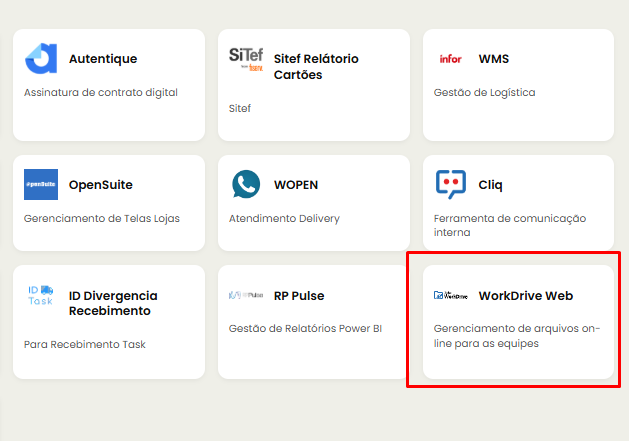 Autentique
Assinatura de contrato digital
SiTef
Sitef Relátorio
Cartões
Sitef
infor
WMS
Gestão de Logística
OpenSuite
OpenSuite
Gerenciamento de Telas Lojas
WOPEN
Atendimento Delivery
Cliq
Ferramenta de comunicação
interna
ID
Task
ID Divergencia
Recebimento
Para Recebimento Task
RP Pulse
Gestão de Relatórios Power BI
WorkDrive
WorkDrive Web
Gerenciamento de arquivos on-
line para as equipes